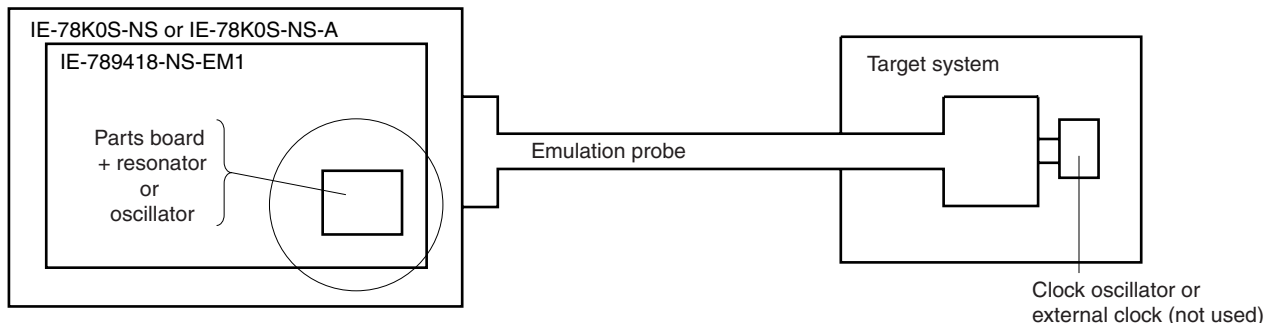 IE-78K0S-NS or IE-78K0S-NS-A
IE-789418-NS-EM1
Parts board
+ resonator
or
oscillator
Emulation probe
Target system
Clock oscillator or
external clock (not used)